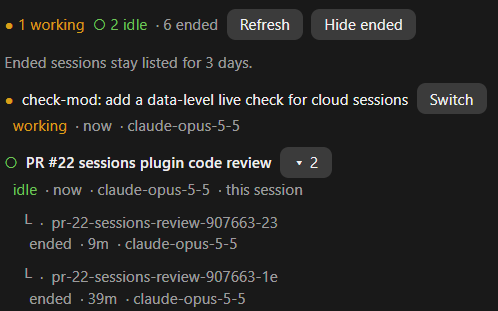 ● 1 working ○ 2 idle · 6 ended Refresh Hide ended
Ended sessions stay listed for 3 days.
● check-mod: add a data-level live check for cloud sessions Switch
working · now · claude-opus-5-5
○ PR #22 sessions plugin code review ▾ 2
idle · now · claude-opus-5-5 · this session
└ · pr-22-sessions-review-907663-23
ended · 9m · claude-opus-5-5
└ · pr-22-sessions-review-907663-1e
ended · 39m · claude-opus-5-5